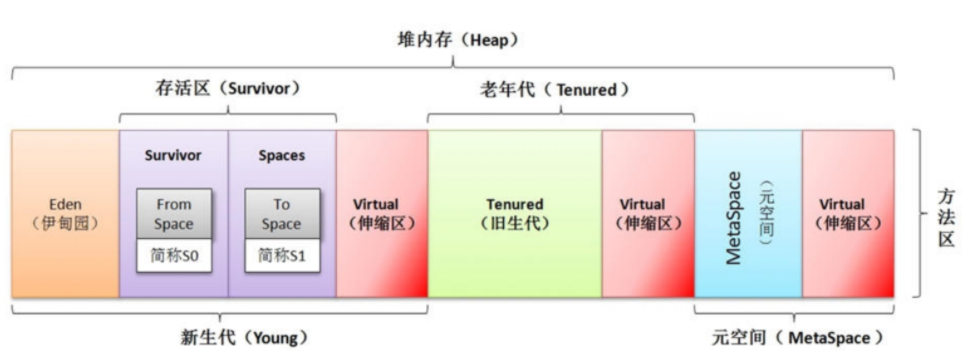 堆内存（Heap）
存活区（Survivor）
老年代（ Tenured ）
Eden
（伊甸园）
Survivor
From
Space
简称S0
Spaces
To
Space
简称S1
Virtual
（伸缩区）
Tenured
（旧生代）
Virtual
（伸缩区）
MetaSpace
（元空间）
Virtual
（伸缩区）
方法区
新生代（Young）
元空间（ MetaSpace ）